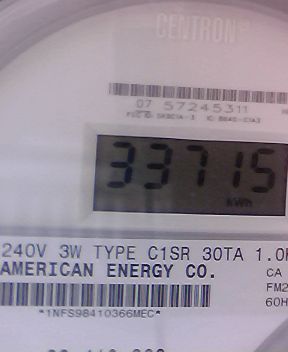 CENTRON®
07 57245311
33715
kWh
240V 3W TYPE C1SR 30TA 1.0
AMERICAN ENERGY CO.
CA
FM2
60H
*1NFS98410366MEC*